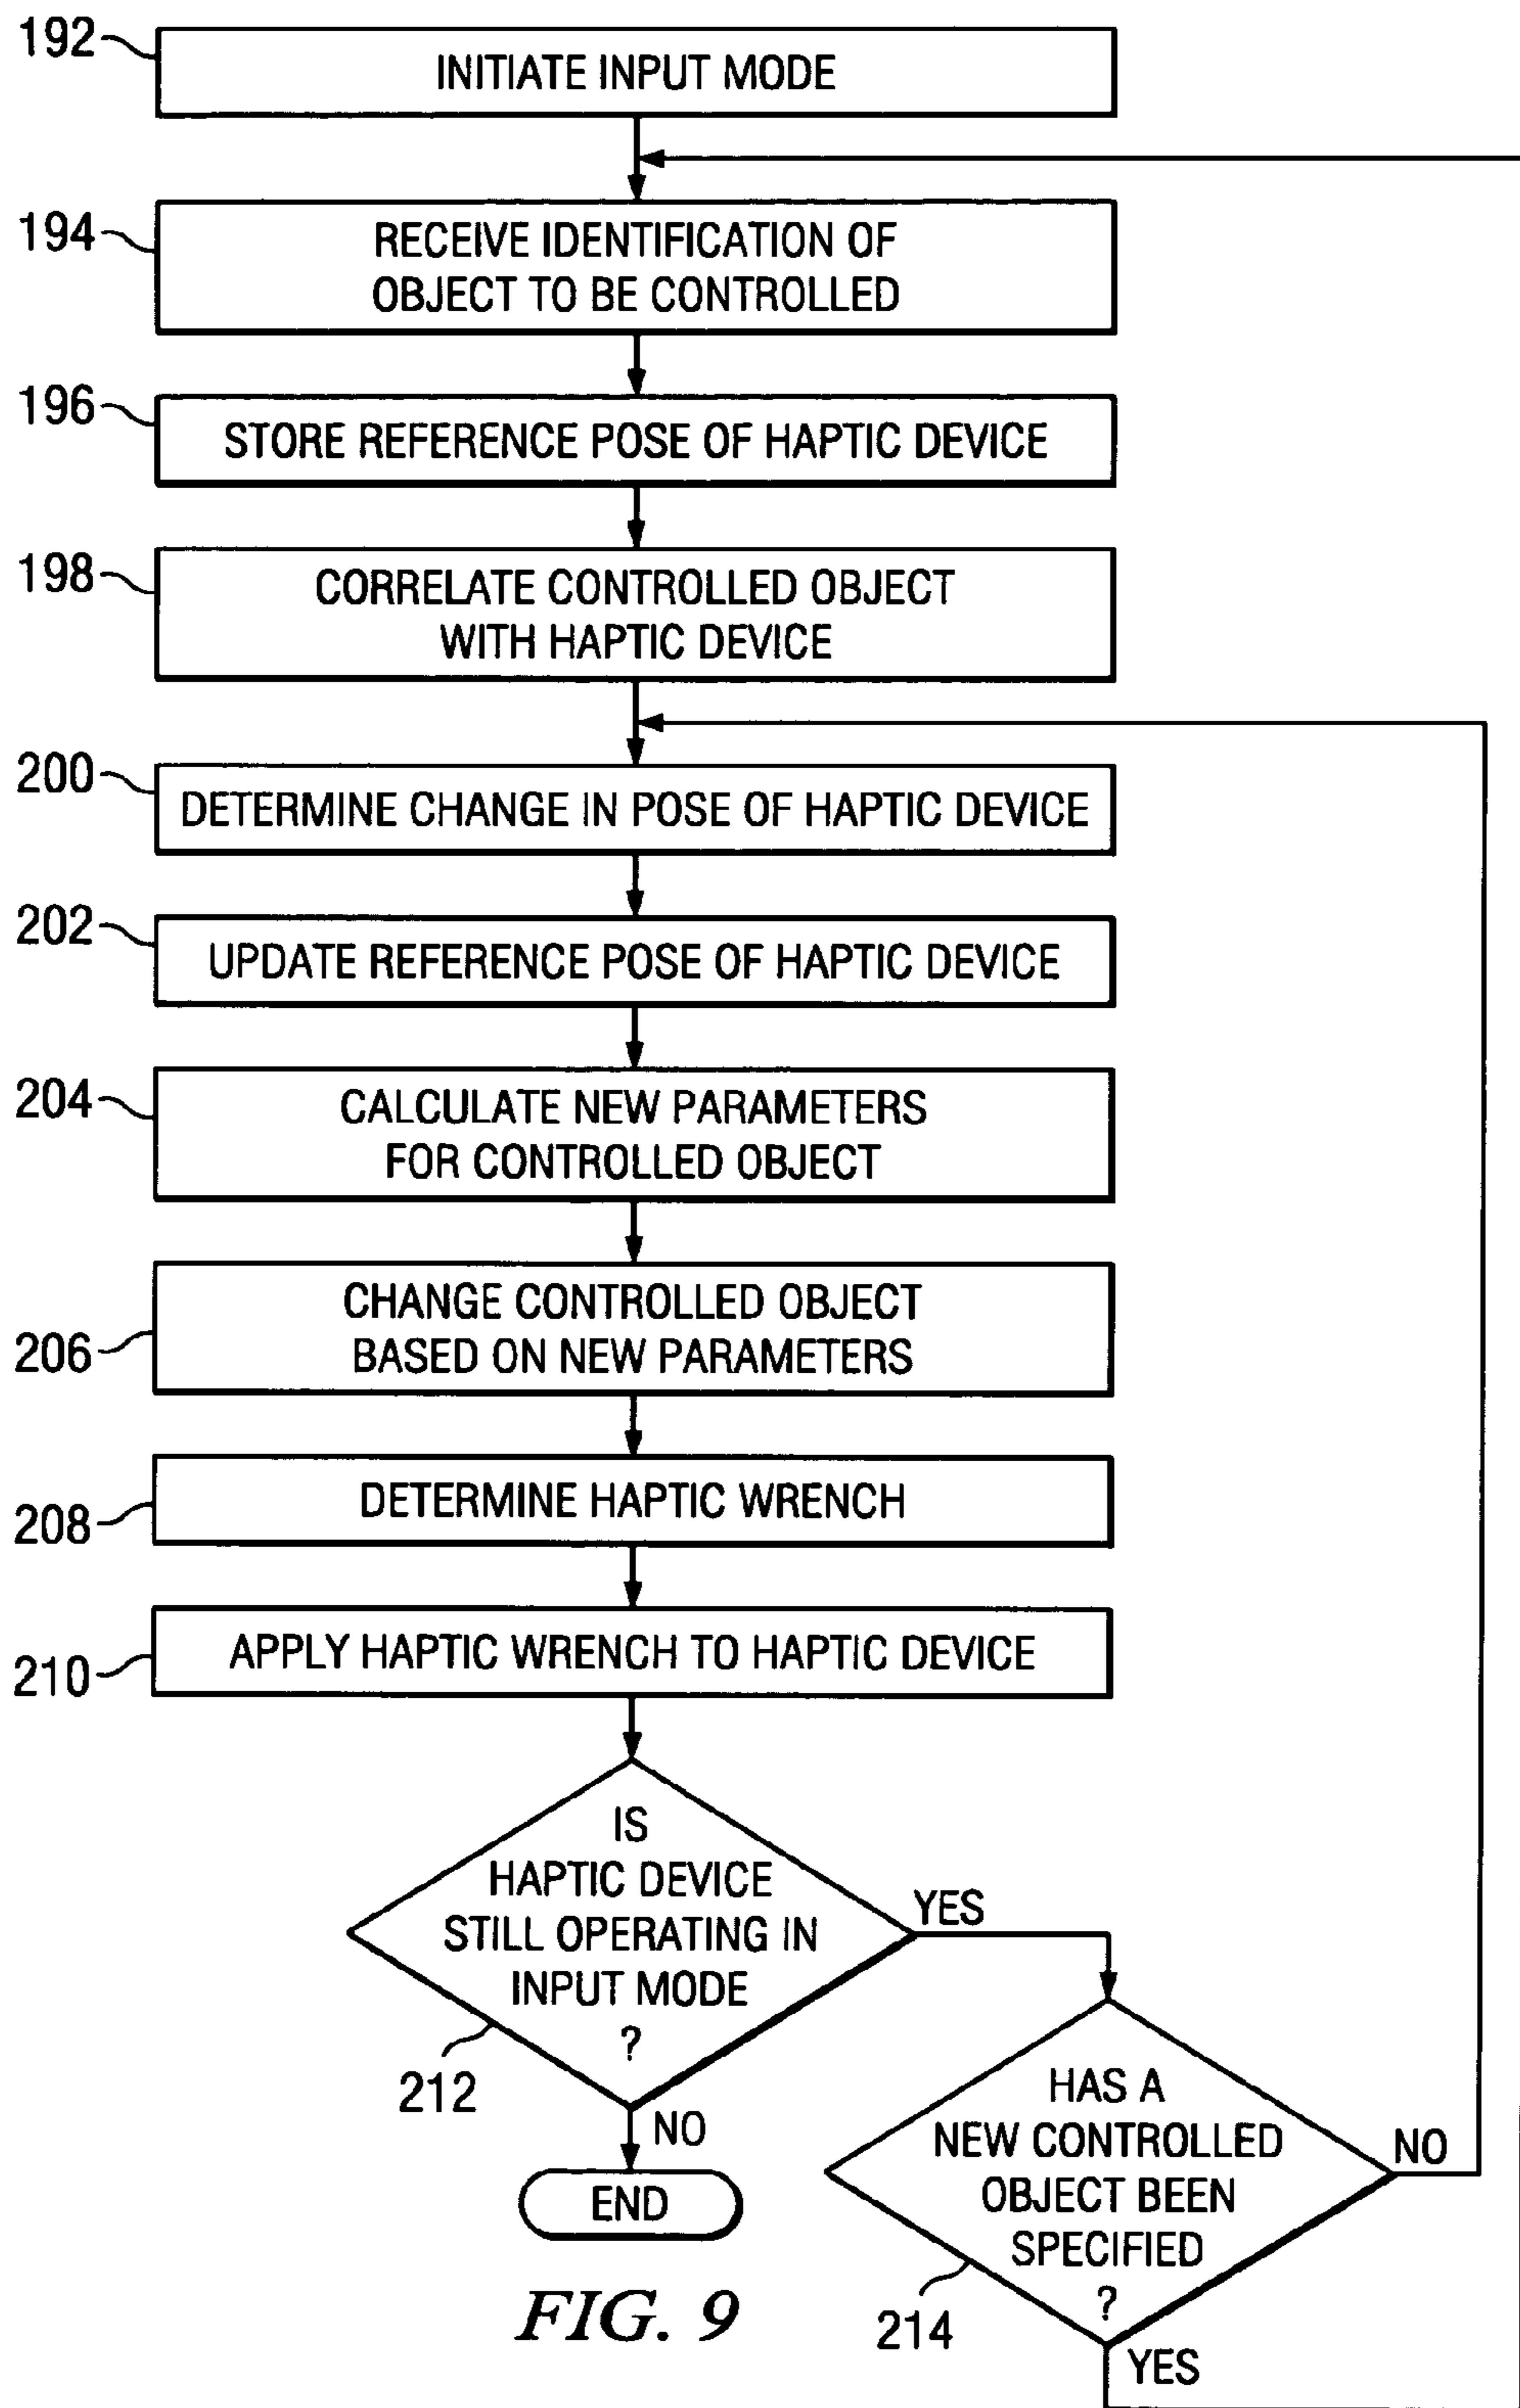 192
INITIATE INPUT MODE
194
RECEIVE IDENTIFICATION OF
OBJECT TO BE CONTROLLED
196
STORE REFERENCE POSE OF HAPTIC DEVICE
198
CORRELATE CONTROLLED OBJECT
WITH HAPTIC DEVICE
200
DETERMINE CHANGE IN POSE OF HAPTIC DEVICE
202
UPDATE REFERENCE POSE OF HAPTIC DEVICE
204
CALCULATE NEW PARAMETERS
FOR CONTROLLED OBJECT
206
CHANGE CONTROLLED OBJECT
BASED ON NEW PARAMETERS
208
DETERMINE HAPTIC WRENCH
210
APPLY HAPTIC WRENCH TO HAPTIC DEVICE
IS
HAPTIC DEVICE
STILL OPERATING IN
INPUT MODE
?
212
YES
NO
END
HAS A
NEW CONTROLLED
OBJECT BEEN
SPECIFIED
?
214
NO
YES
FIG. 9